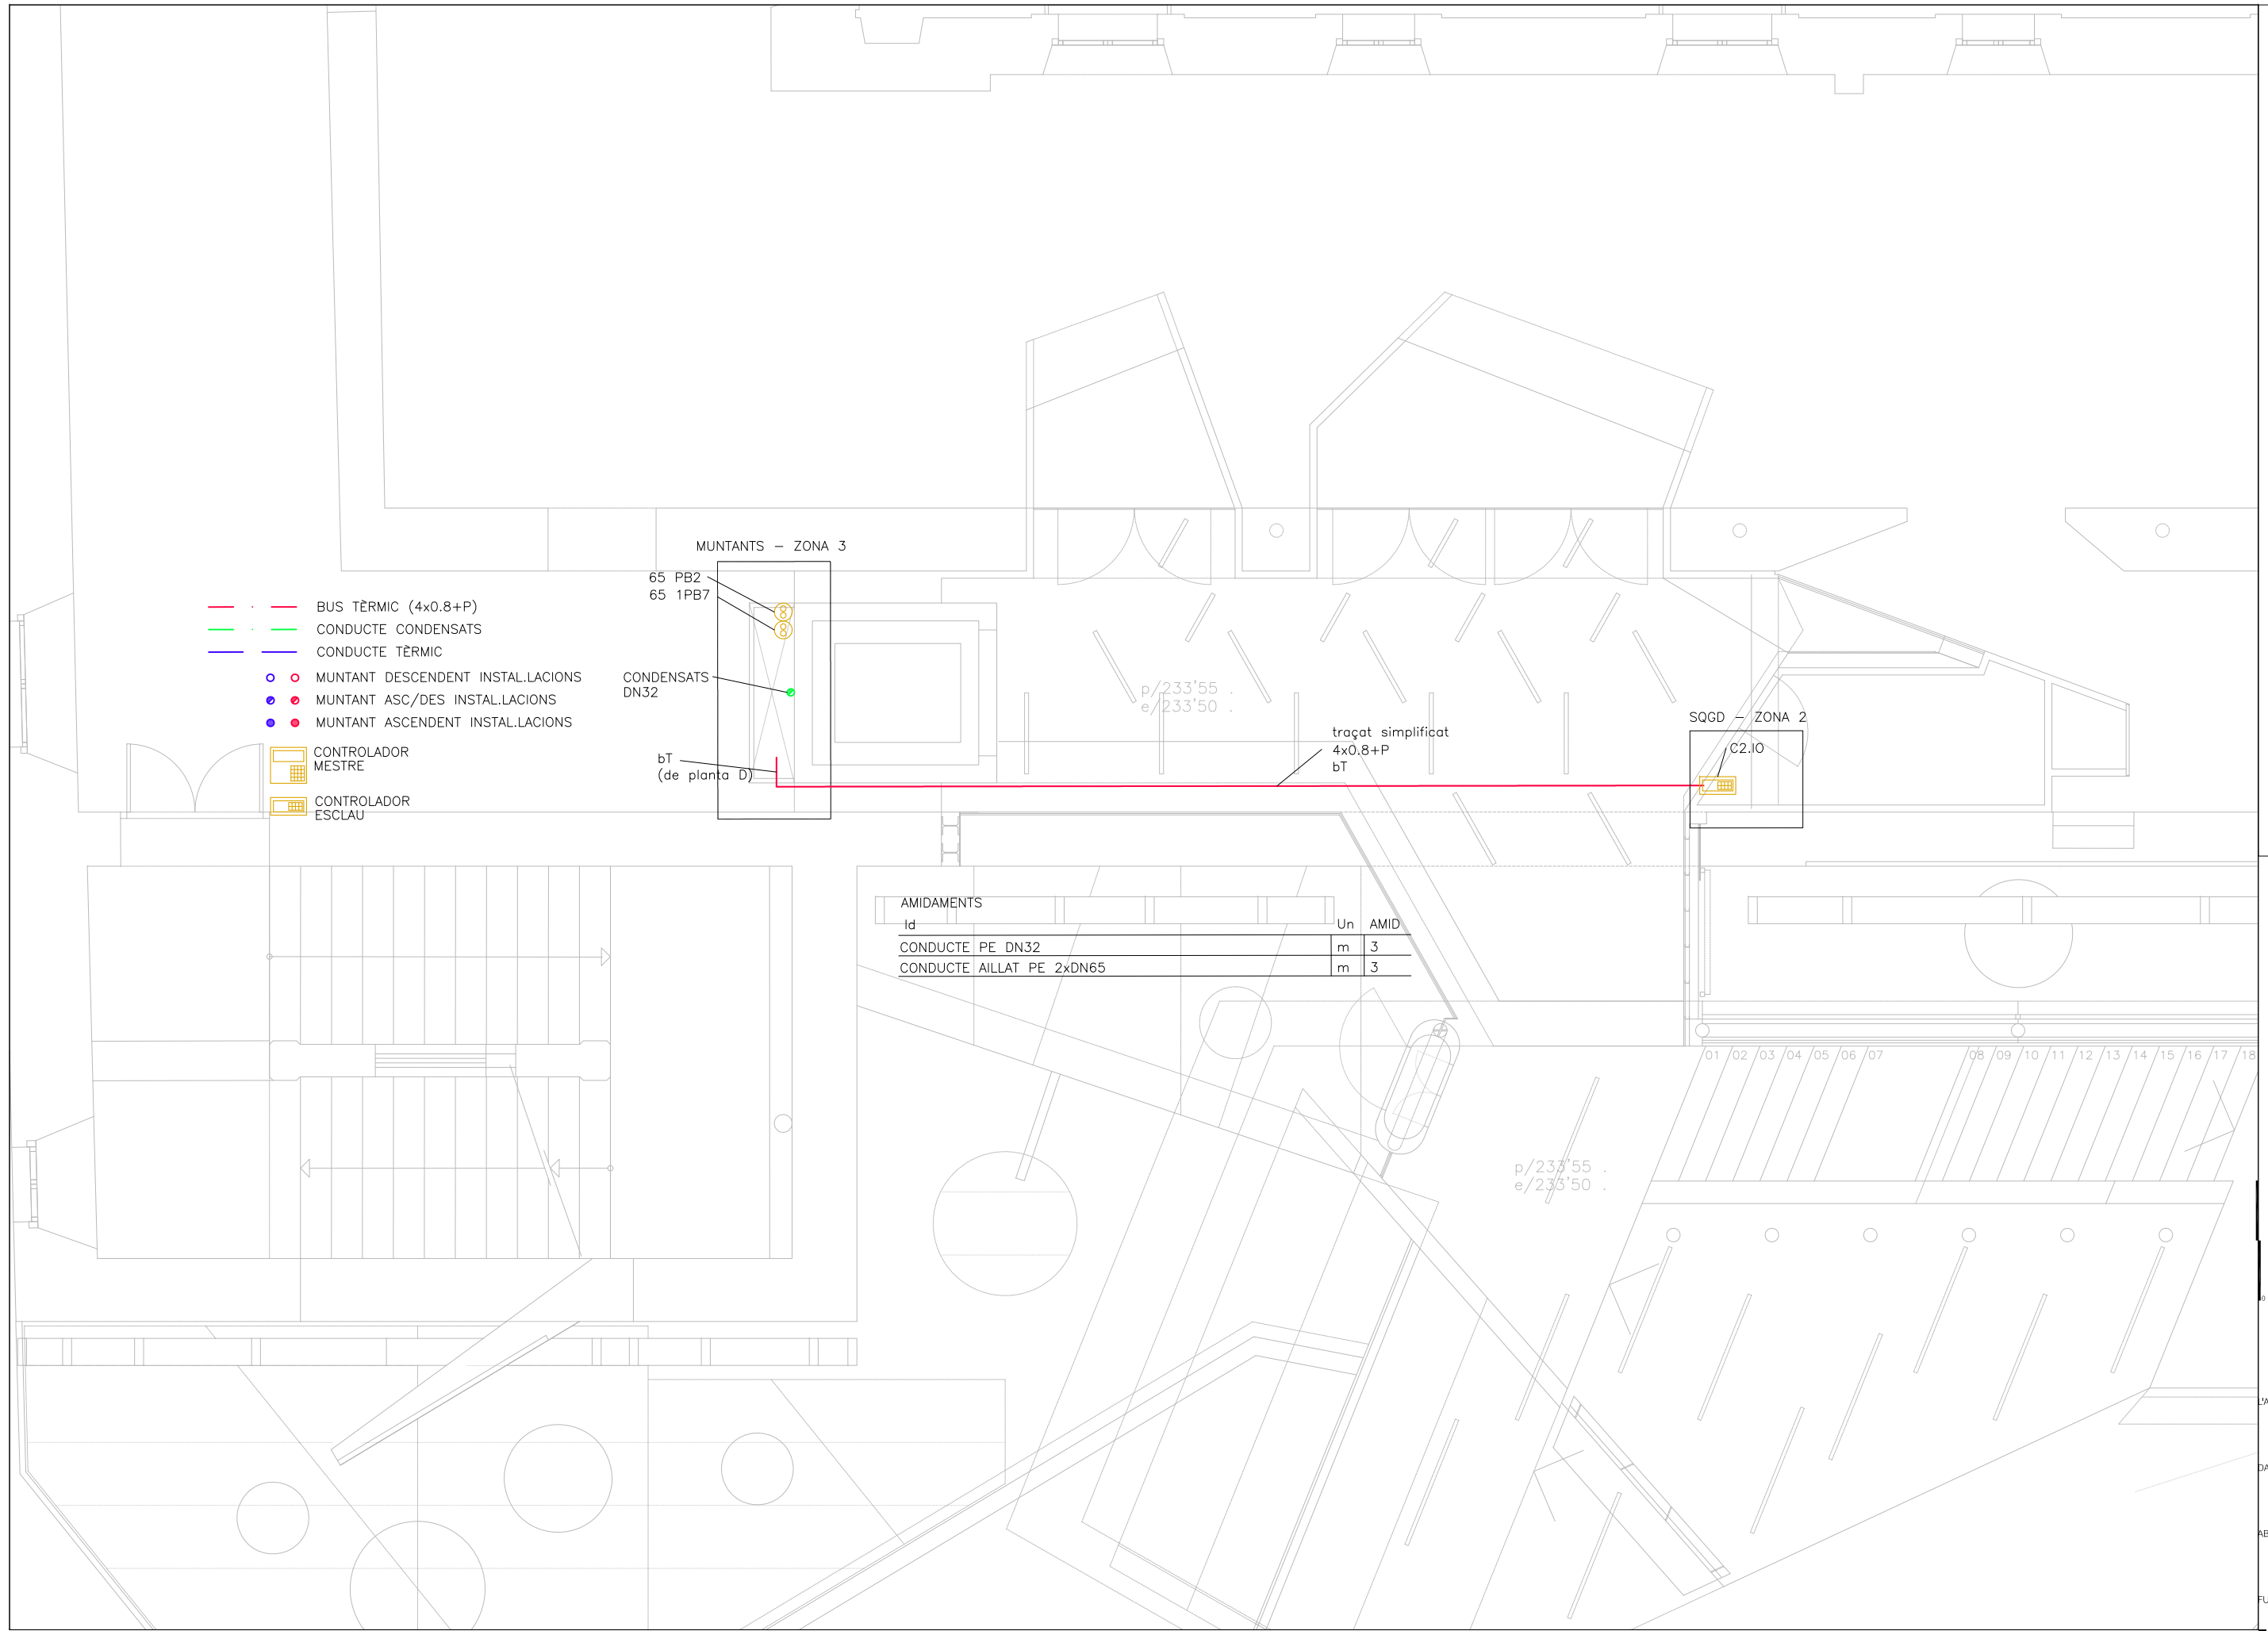 MUNTANTS - ZONA 3
65 PB2
65 1PB7
BUS TÈRMIC (4x0.8+P)
CONDUCTE CONDENSATS
CONDUCTE TÈRMIC
MUNTANT DESCENDENT INSTAL.LACIONS
MUNTANT ASC/DES INSTAL.LACIONS
MUNTANT ASCENDENT INSTAL.LACIONS
CONTROLADOR
MESTRE
CONTROLADOR
ESCLAU
CONDENSATS
DN32
bT
(de planta D)
p/233'55 .
e/233'50 .
traçat simplificat
4x0.8+P
bT
SQGD - ZONA 2
C2.IO
AMIDAMENTS
Id Un AMID
CONDUCTE PE DN32 m 3
CONDUCTE AILLAT PE 2xDN65 m 3
01 02 03 04 05 06 07 08 09 10 11 12 13 14 15 16 17 18
p/233'55 .
e/233'50 .